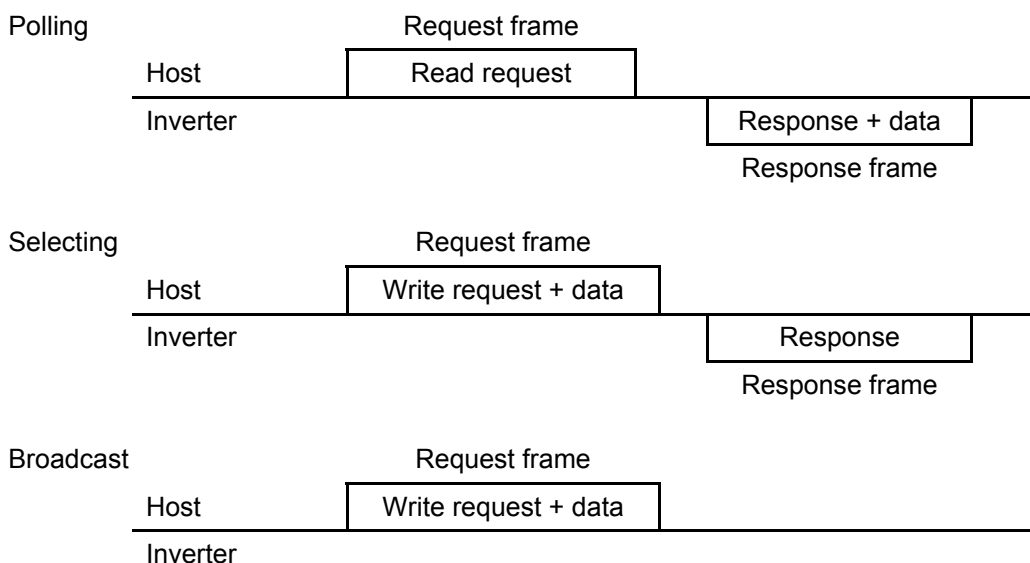 Polling
Request frame
Host
Read request
Inverter
Response + data
Response frame
Selecting
Request frame
Host
Write request + data
Inverter
Response
Response frame
Broadcast
Request frame
Host
Write request + data
Inverter